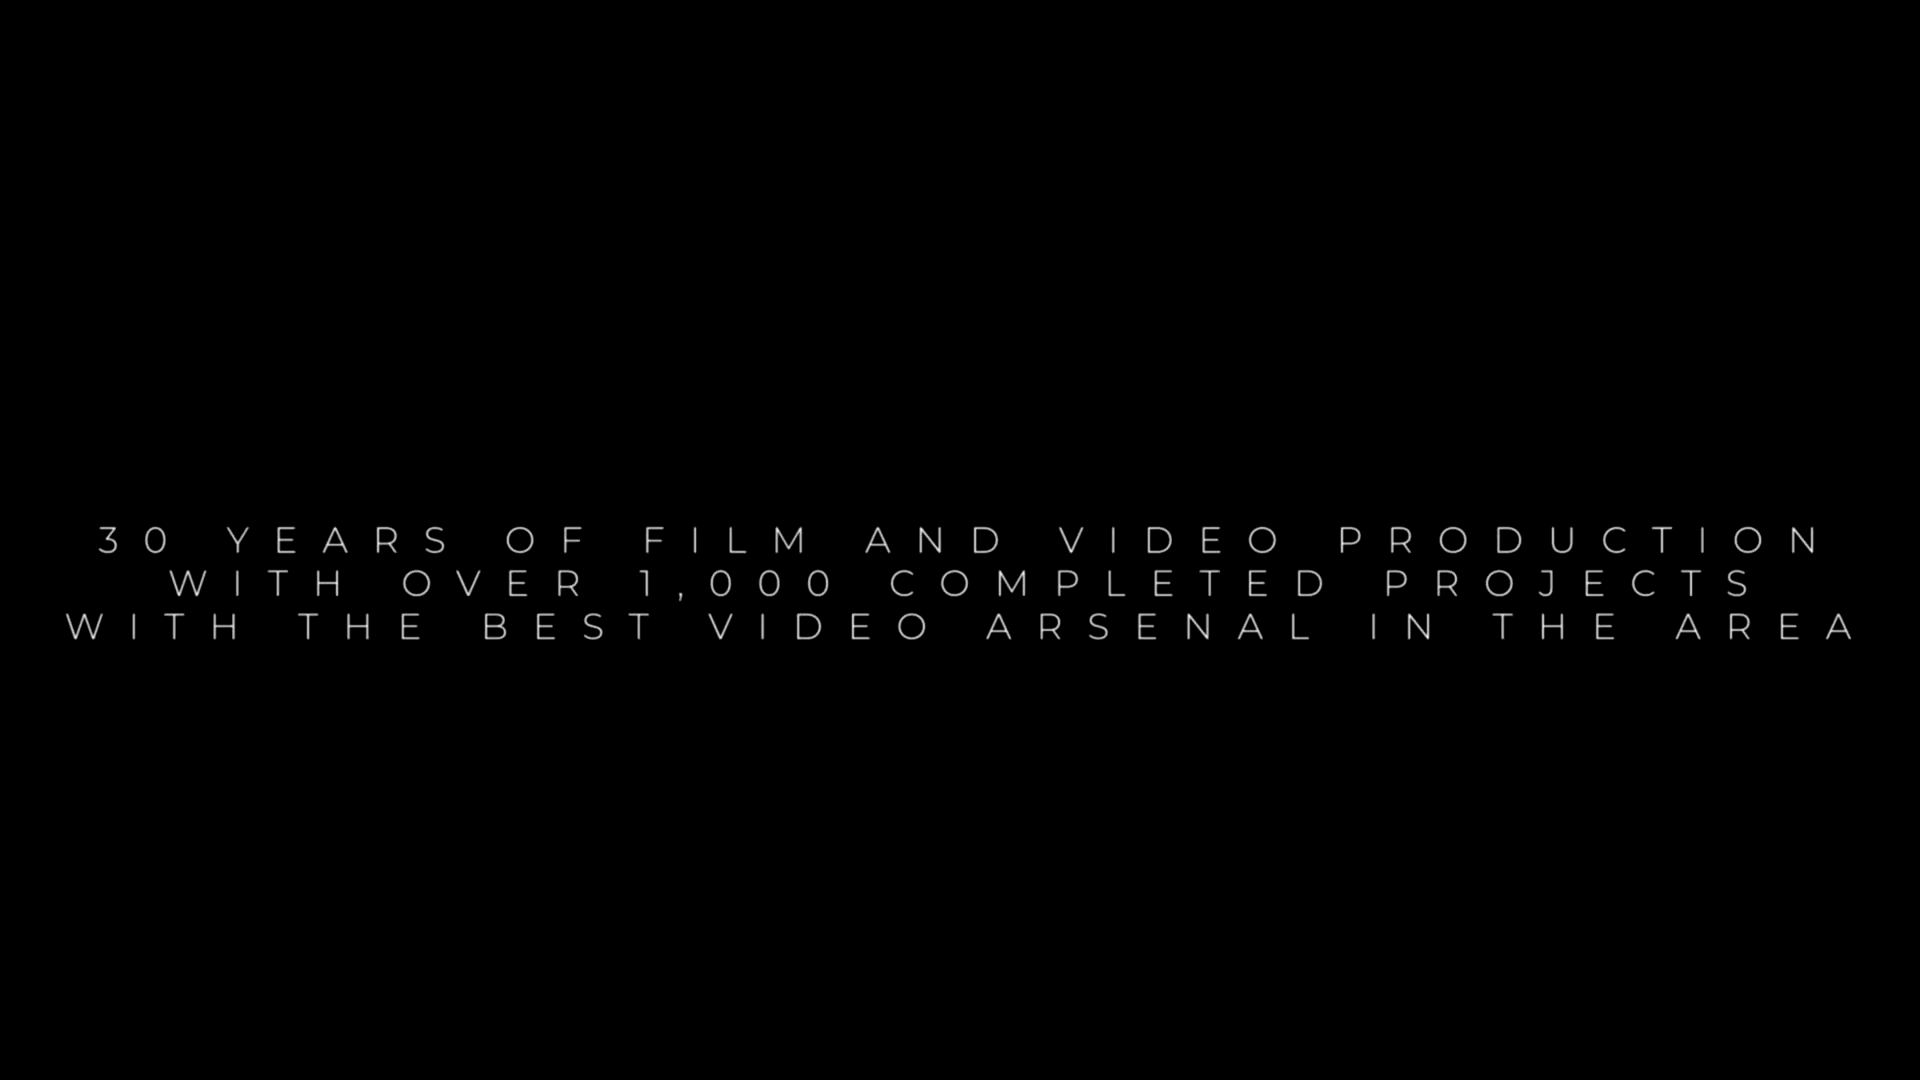 30 YEARS OF FILM AND VIDEO PRODUCTION
WITH OVER 1,000 COMPLETED PROJECTS
WITH THE BEST VIDEO ARSENAL IN THE AREA